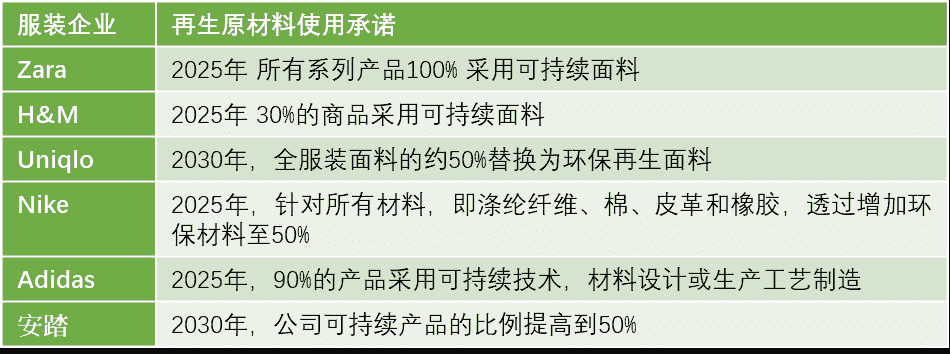 服装企业 再生原材料使用承诺
Zara 2025年 所有系列产品100% 采用可持续面料
H&M 2025年 30%的商品采用可持续面料
Uniqlo 2030年，全服装面料的约50%替换为环保再生面料
Nike 2025年，针对所有材料，即涤纶纤维、棉、皮革和橡胶，透过增加环
保材料至50%
Adidas 2025年，90%的产品采用可持续技术，材料设计或生产工艺制造
安踏 2030年，公司可持续产品的比例提高到50%